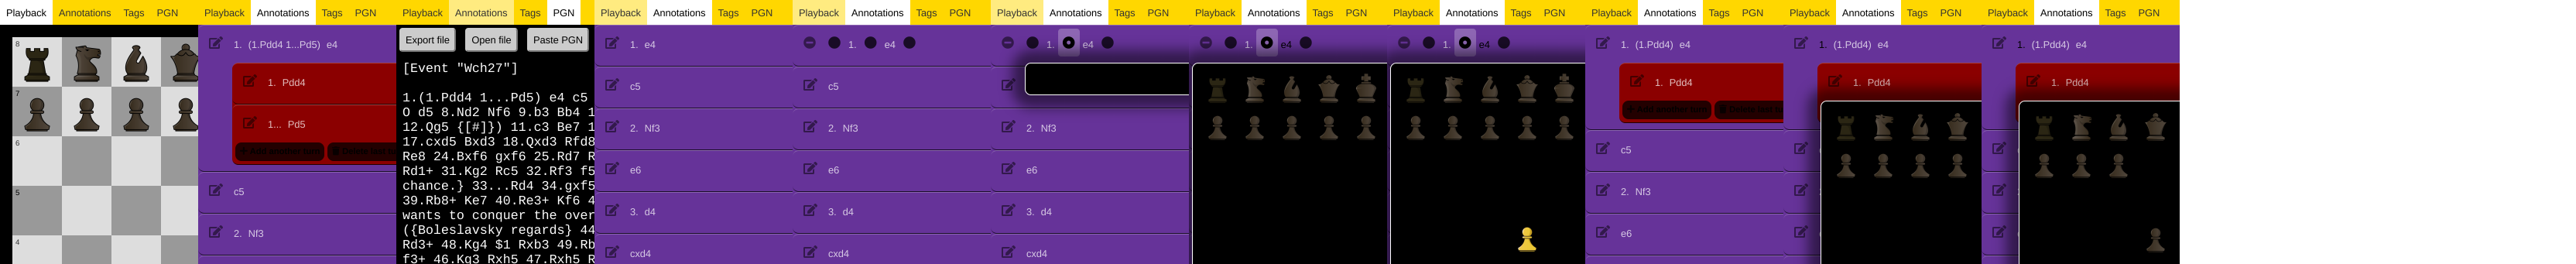 Playback Annotations Tags PGN
8
7
6
5
4
Playback Annotations Tags PGN
1. (1.Pdd4 1...Pd5) e4
1. Pdd4
1... Pd5
c5
2. Nf3
Playback Annotations Tags PGN
Export file Open file Paste PGN
[Event "Wch27"]
1.(1.Pdd4 1...Pd5) e4 c5
O d5 8.Nd2 Nf6 9.b3 Bb4 1
12.Qg5 {[#]}) 11.c3 Be7 1
17.cxd5 Bxd3 18.Qxd3 Rfd8
Re8 24.Bxf6 gxf6 25.Rd7 R
Rd1+ 31.Kg2 Rc5 32.Rf3 f5
chance.} 33...Rd4 34.gxf5
39.Rb8+ Ke7 40.Re3+ Kf6 4
wants to conquer the over
({Boleslavsky regards} 44
Rd3+ 48.Kg4 $1 Rxb3 49.Rb
f3+ 46.Kg3 Rxh5 47.Rxh5 R
Playback Annotations Tags PGN
1. e4
c5
2. Nf3
e6
3. d4
cxd4
Playback Annotations Tags PGN
1. e4
c5
2. Nf3
e6
3. d4
cxd4
Playback Annotations Tags PGN
1. e4
2. Nf3
e6
3. d4
cxd4
Playback Annotations Tags PGN
1. e4
Playback Annotations Tags PGN
1. e4
Playback Annotations Tags PGN
1. (1.Pdd4) e4
1. Pdd4
c5
2. Nf3
e6
Playback Annotations Tags PGN
1. (1.Pdd4) e4
1. Pdd4
Playback Annotations Tags PGN
1. (1.Pdd4) e4
1. Pdd4